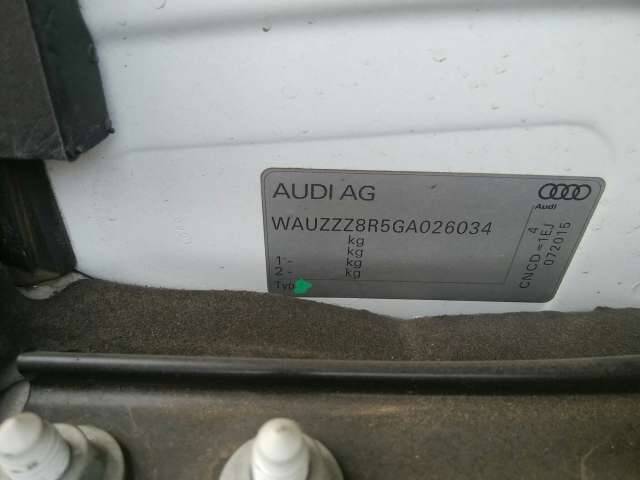 AUDI AG
Audi
WAUZZZ8R5GA026034
kg
kg
1 - kg
2 - kg
Typ
4
CNCD = 1EJ
072015